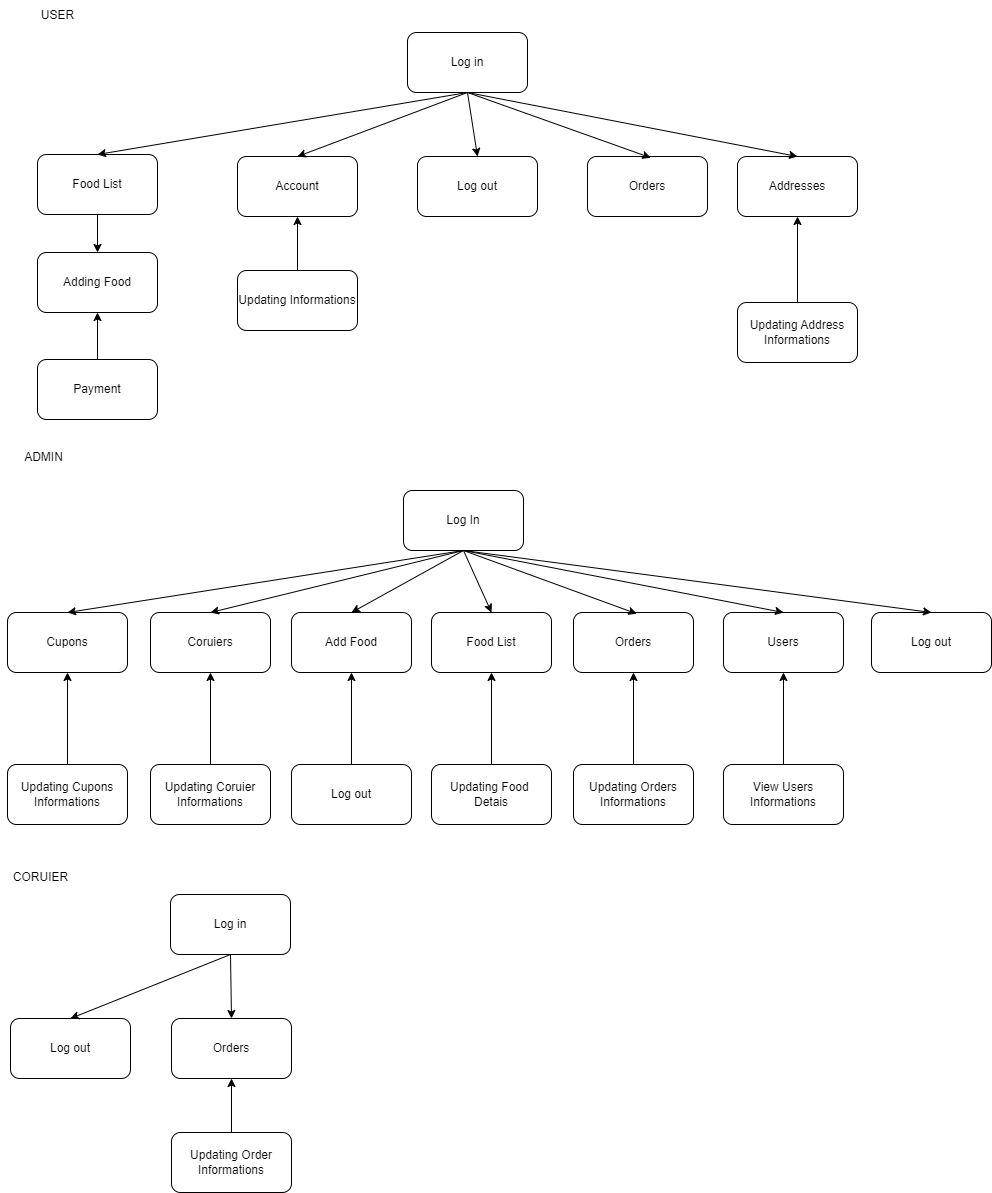 USER
Log in
Food List
Account
Log out
Orders
Addresses
Adding Food
Updating Informations
Updating Address
Informations
Payment
ADMIN
Log In
Cupons
Coruiers
Add Food
Food List
Orders
Users
Log out
Updating Cupons
Informations
Updating Coruier
Informations
Log out
Updating Food
Detais
Updating Orders
Informations
View Users
Informations
CORUIER
Log in
Log out
Orders
Updating Order
Informations